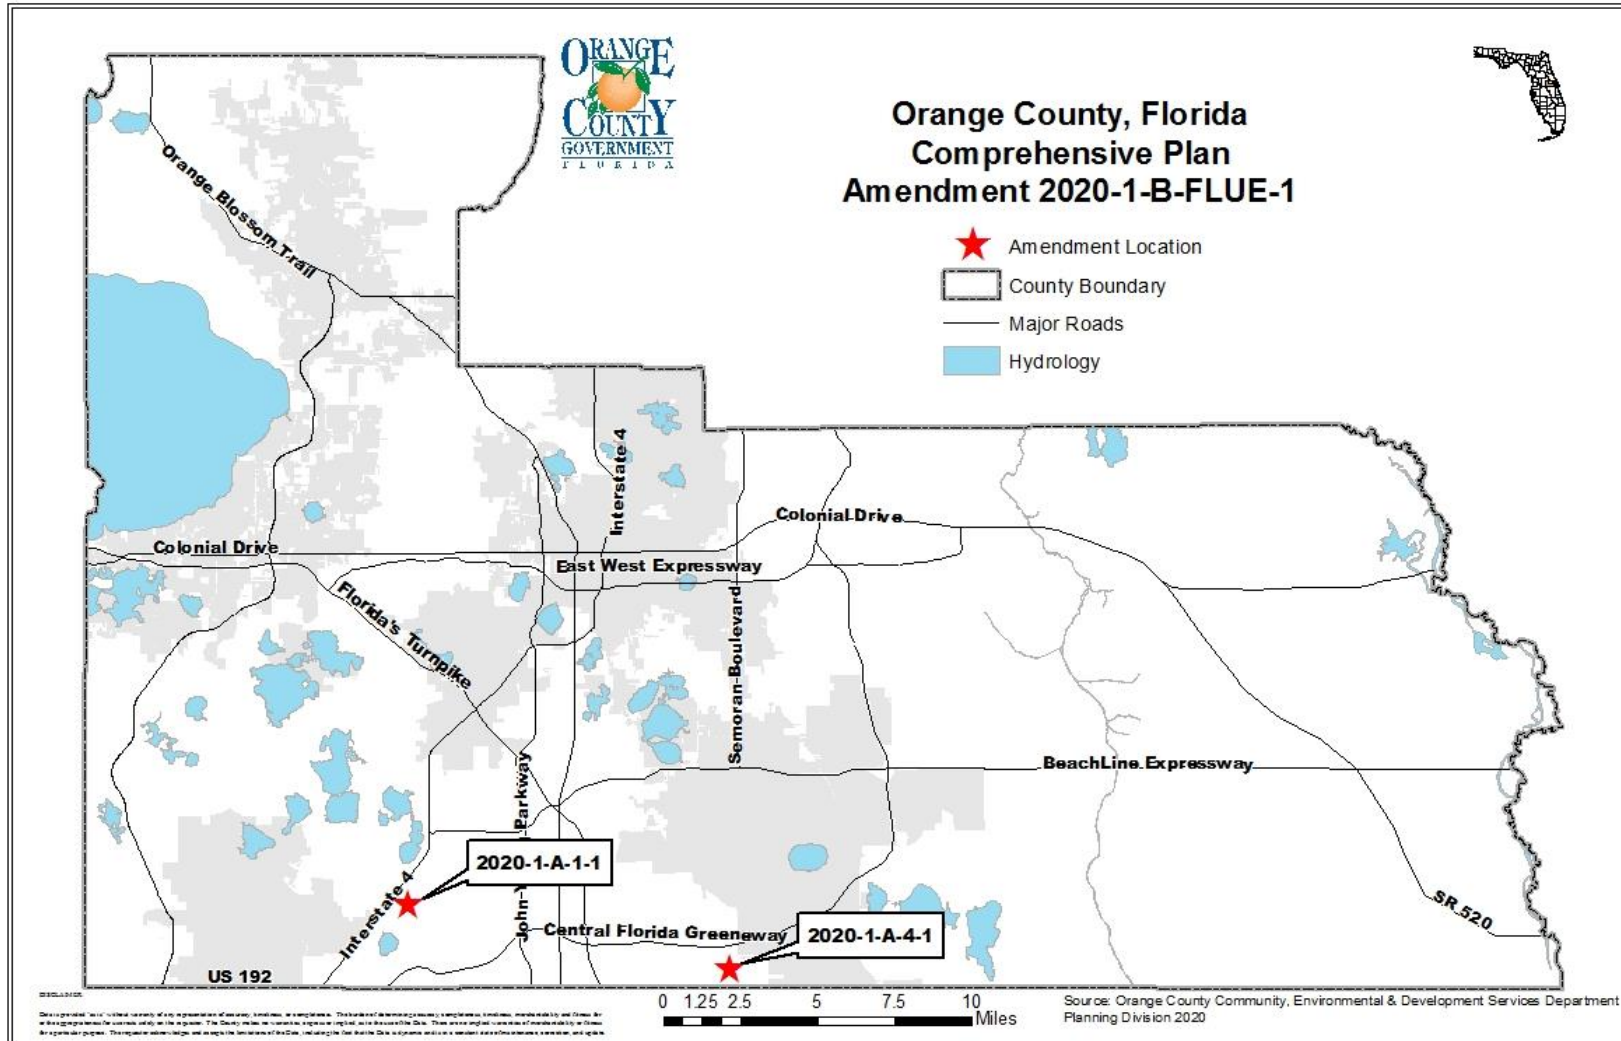 ORANGE
COUNTY
GOVERNMENT
FLORIDA
Orange County, Florida
Comprehensive Plan
Amendment 2020-1-B-FLUE-1
Amendment Location
County Boundary
Major Roads
Hydrology
Orange Blossom Trail
Interstate 4
Colonial Drive
Colonial Drive
East West Expressway
Florida's Turnpike
Semoran Boulevard
BeachLine Expressway
Parkway
2020-1-A-1-1
Interstate 4
John
Central Florida Greeneway
2020-1-A-4-1
SR 520
US 192
DISCLAIMER
0 1.25 2.5 5 7.5 10
Miles
Source: Orange County Community, Environmental & Development Services Department
Planning Division 2020